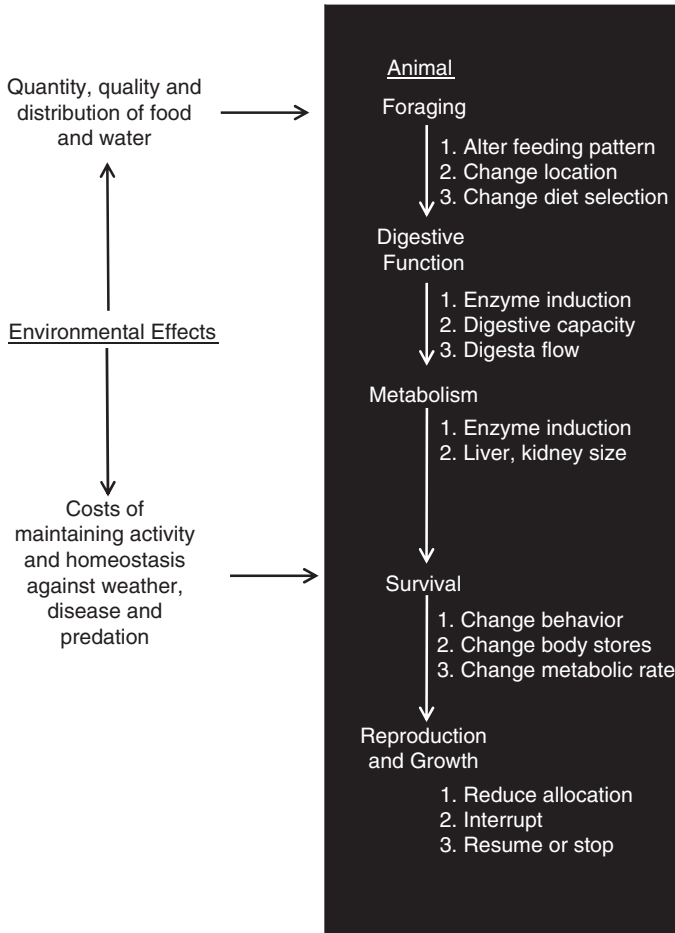 Quantity, quality and
distribution of food
and water
Environmental Effects
Costs of
maintaining activity
and homeostasis
against weather,
disease and
predation
Animal
Foraging
1. Alter feeding pattern
2. Change location
3. Change diet selection
Digestive
Function
1. Enzyme induction
2. Digestive capacity
3. Digesta flow
Metabolism
1. Enzyme induction
2. Liver, kidney size
Survival
1. Change behavior
2. Change body stores
3. Change metabolic rate
Reproduction
and Growth
1. Reduce allocation
2. Interrupt
3. Resume or stop